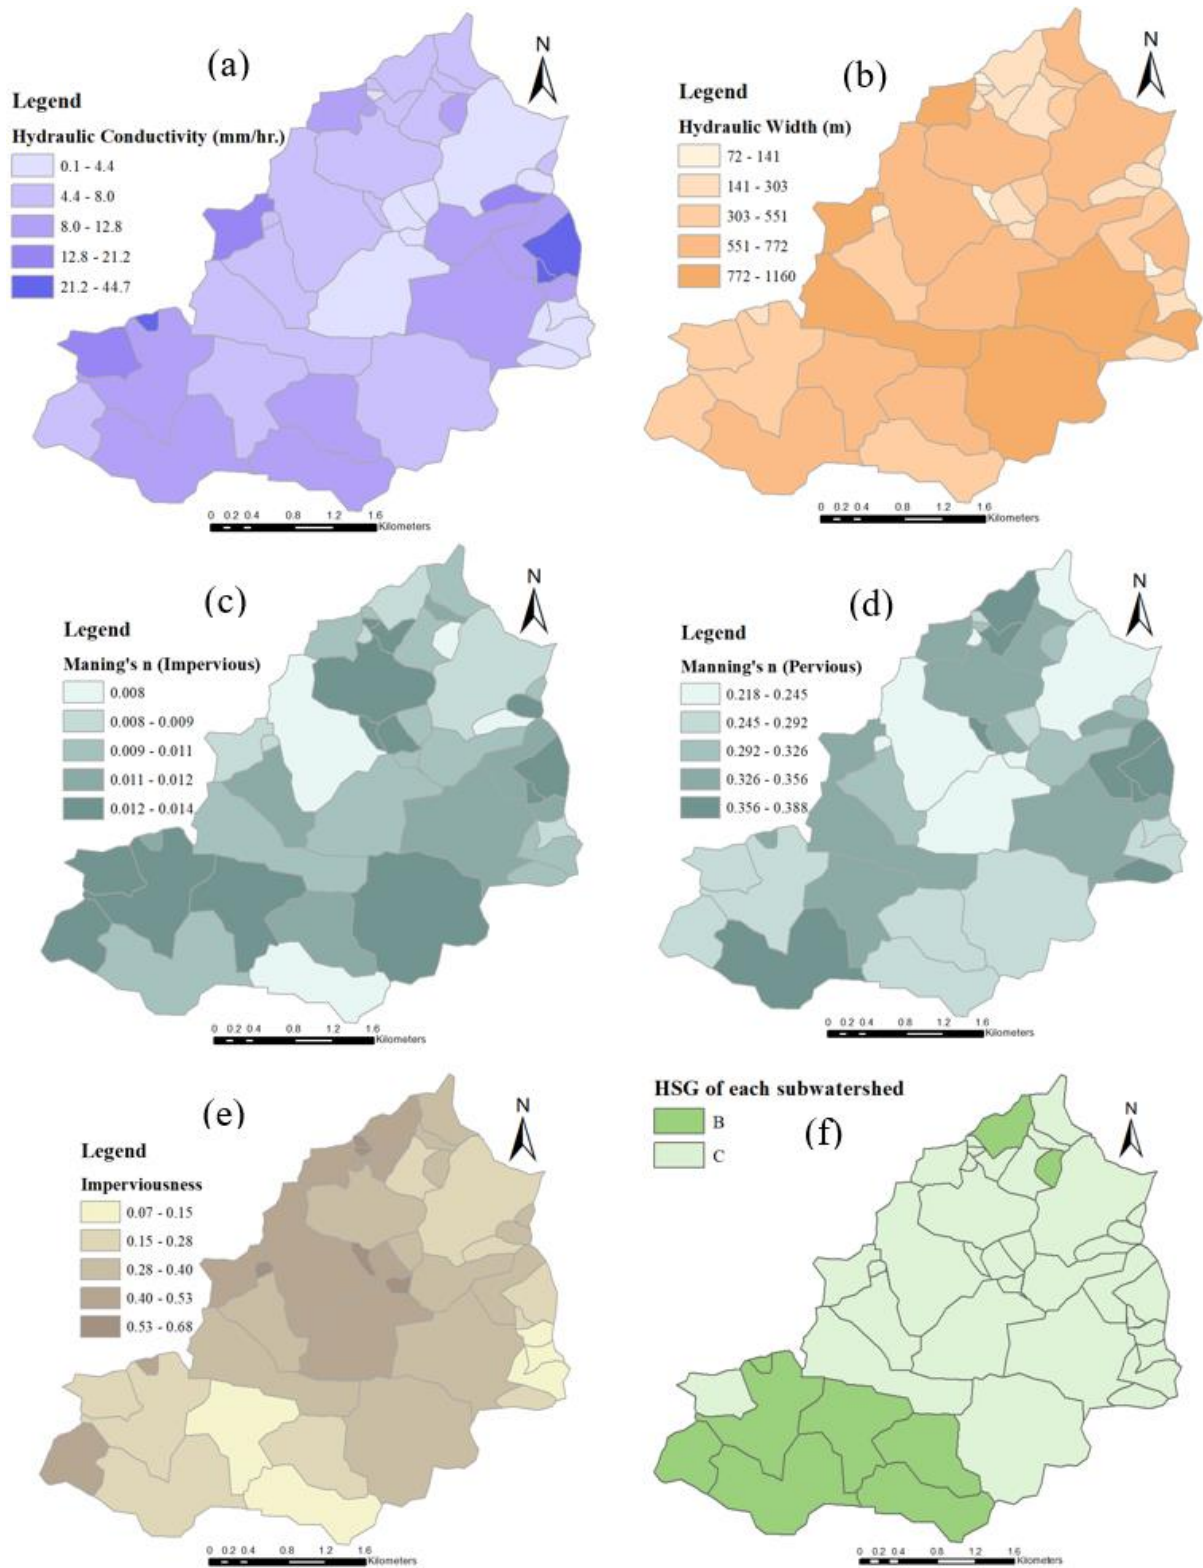 (a)
N
Legend
Hydraulic Conductivity (mm/hr.)
0.1 - 4.4
4.4 - 8.0
8.0 - 12.8
12.8 - 21.2
21.2 - 44.7
0 0.2 0.4 0.8 1.2 1.6
Kilometers
(b)
N
Legend
Hydraulic Width (m)
72 - 141
141 - 303
303 - 551
551 - 772
772 - 1160
0 0.2 0.4 0.8 1.2 1.6
Kilometers
(c)
N
Legend
Maning's n (Impervious)
0.008
0.008 - 0.009
0.009 - 0.011
0.011 - 0.012
0.012 - 0.014
0 0.2 0.4 0.8 1.2 1.6
Kilometers
(d)
N
Legend
Manning's n (Pervious)
0.218 - 0.245
0.245 - 0.292
0.292 - 0.326
0.326 - 0.356
0.356 - 0.388
0 0.2 0.4 0.8 1.2 1.6
Kilometers
(e)
N
Legend
Imperviousness
0.07 - 0.15
0.15 - 0.28
0.28 - 0.40
0.40 - 0.53
0.53 - 0.68
0 0.2 0.4 0.8 1.2 1.6
Kilometers
HSG of each subwatershed
B
C
(f)
N
0 0.2 0.4 0.8 1.2 1.6
Kilometers